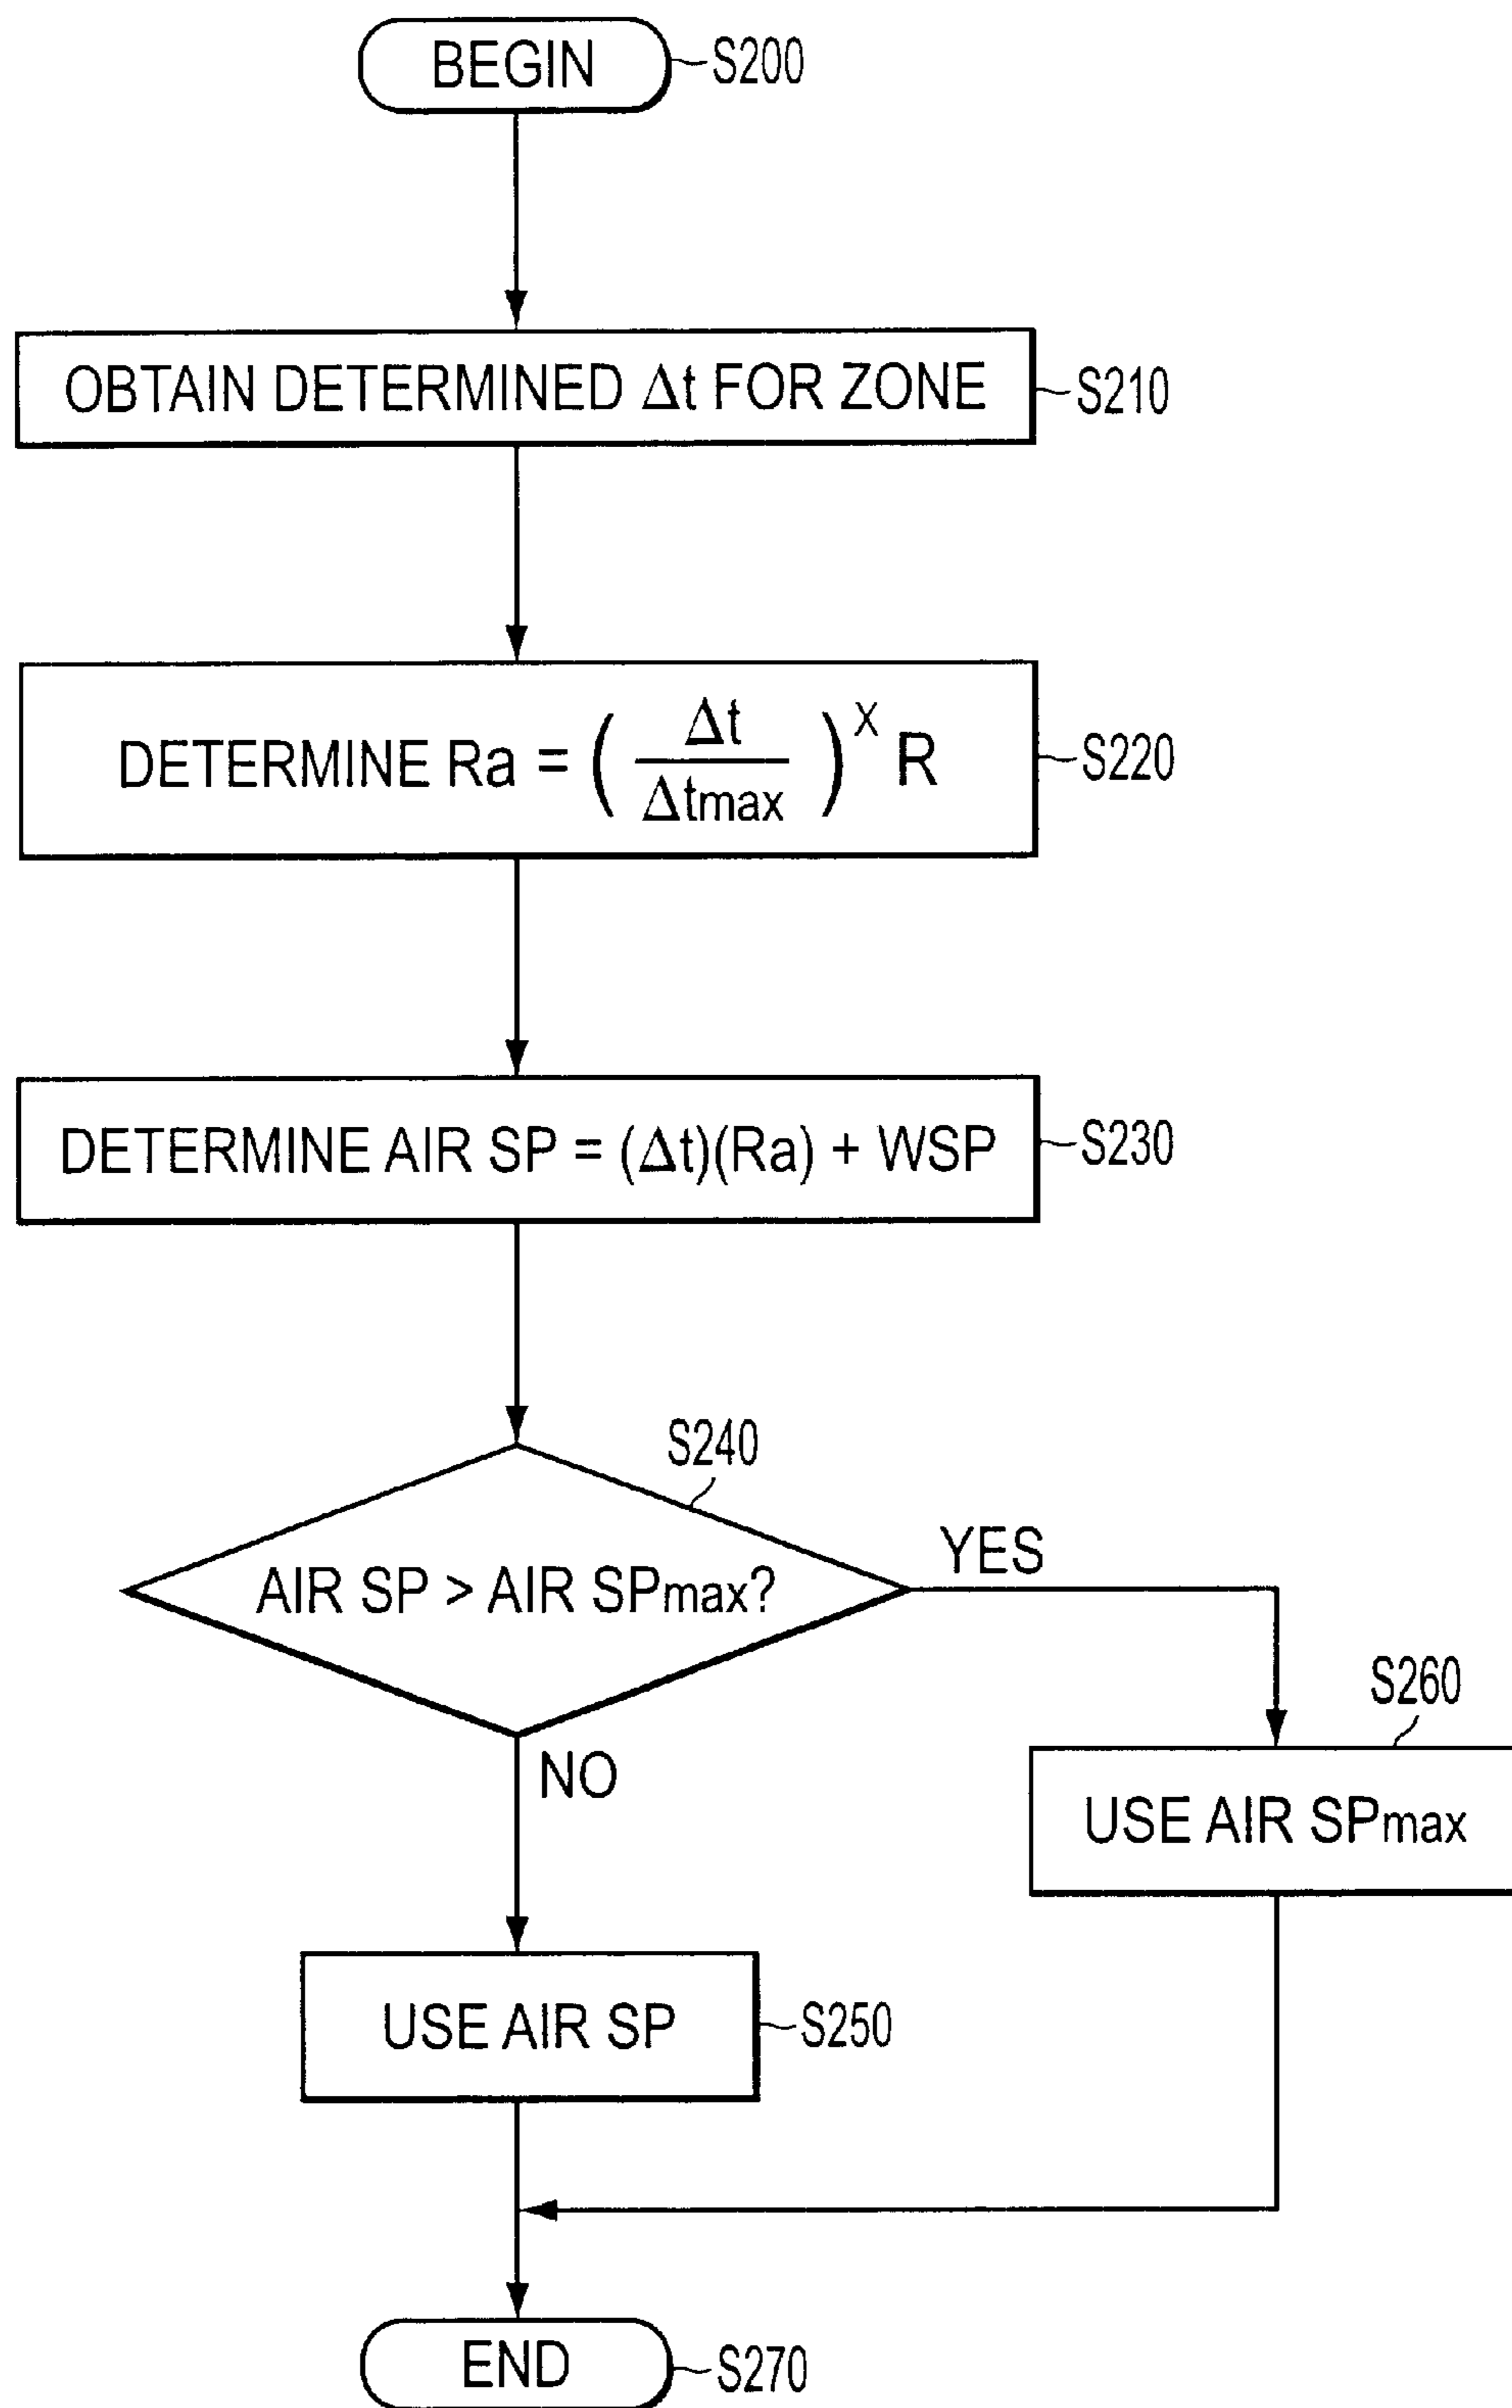 BEGIN S200
OBTAIN DETERMINED Δt FOR ZONE S210
DETERMINE Ra = ( Δt / Δtmax )^X R S220
DETERMINE AIR SP = (Δt)(Ra) + WSP S230
S240
AIR SP > AIR SPmax?
YES
NO
S260
USE AIR SPmax
USE AIR SP S250
END S270